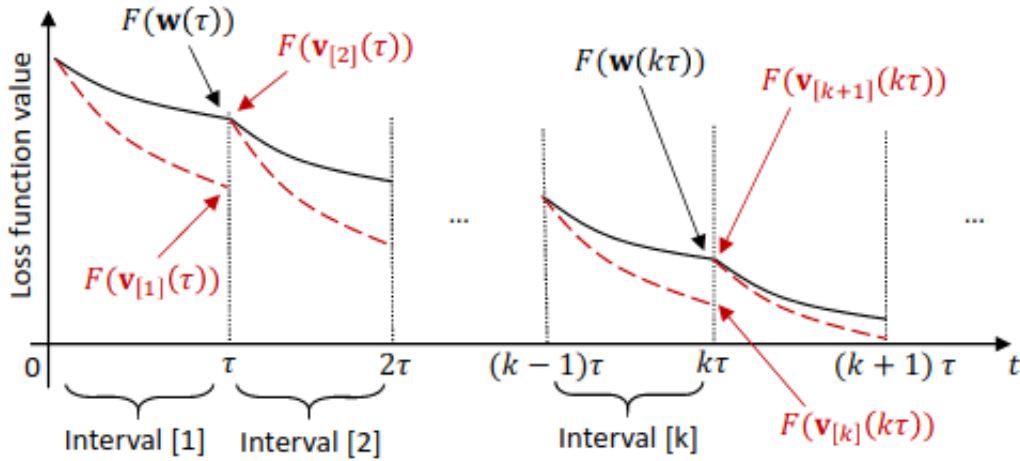 F(w(τ))
F(v[2](τ))
F(w(kτ))
F(v[k+1](kτ))
Loss function value
...
...
F(v[1](τ))
0
τ
2τ
(k − 1)τ
kτ
(k + 1) τ
t
F(v[k](kτ))
Interval [1]
Interval [2]
Interval [k]